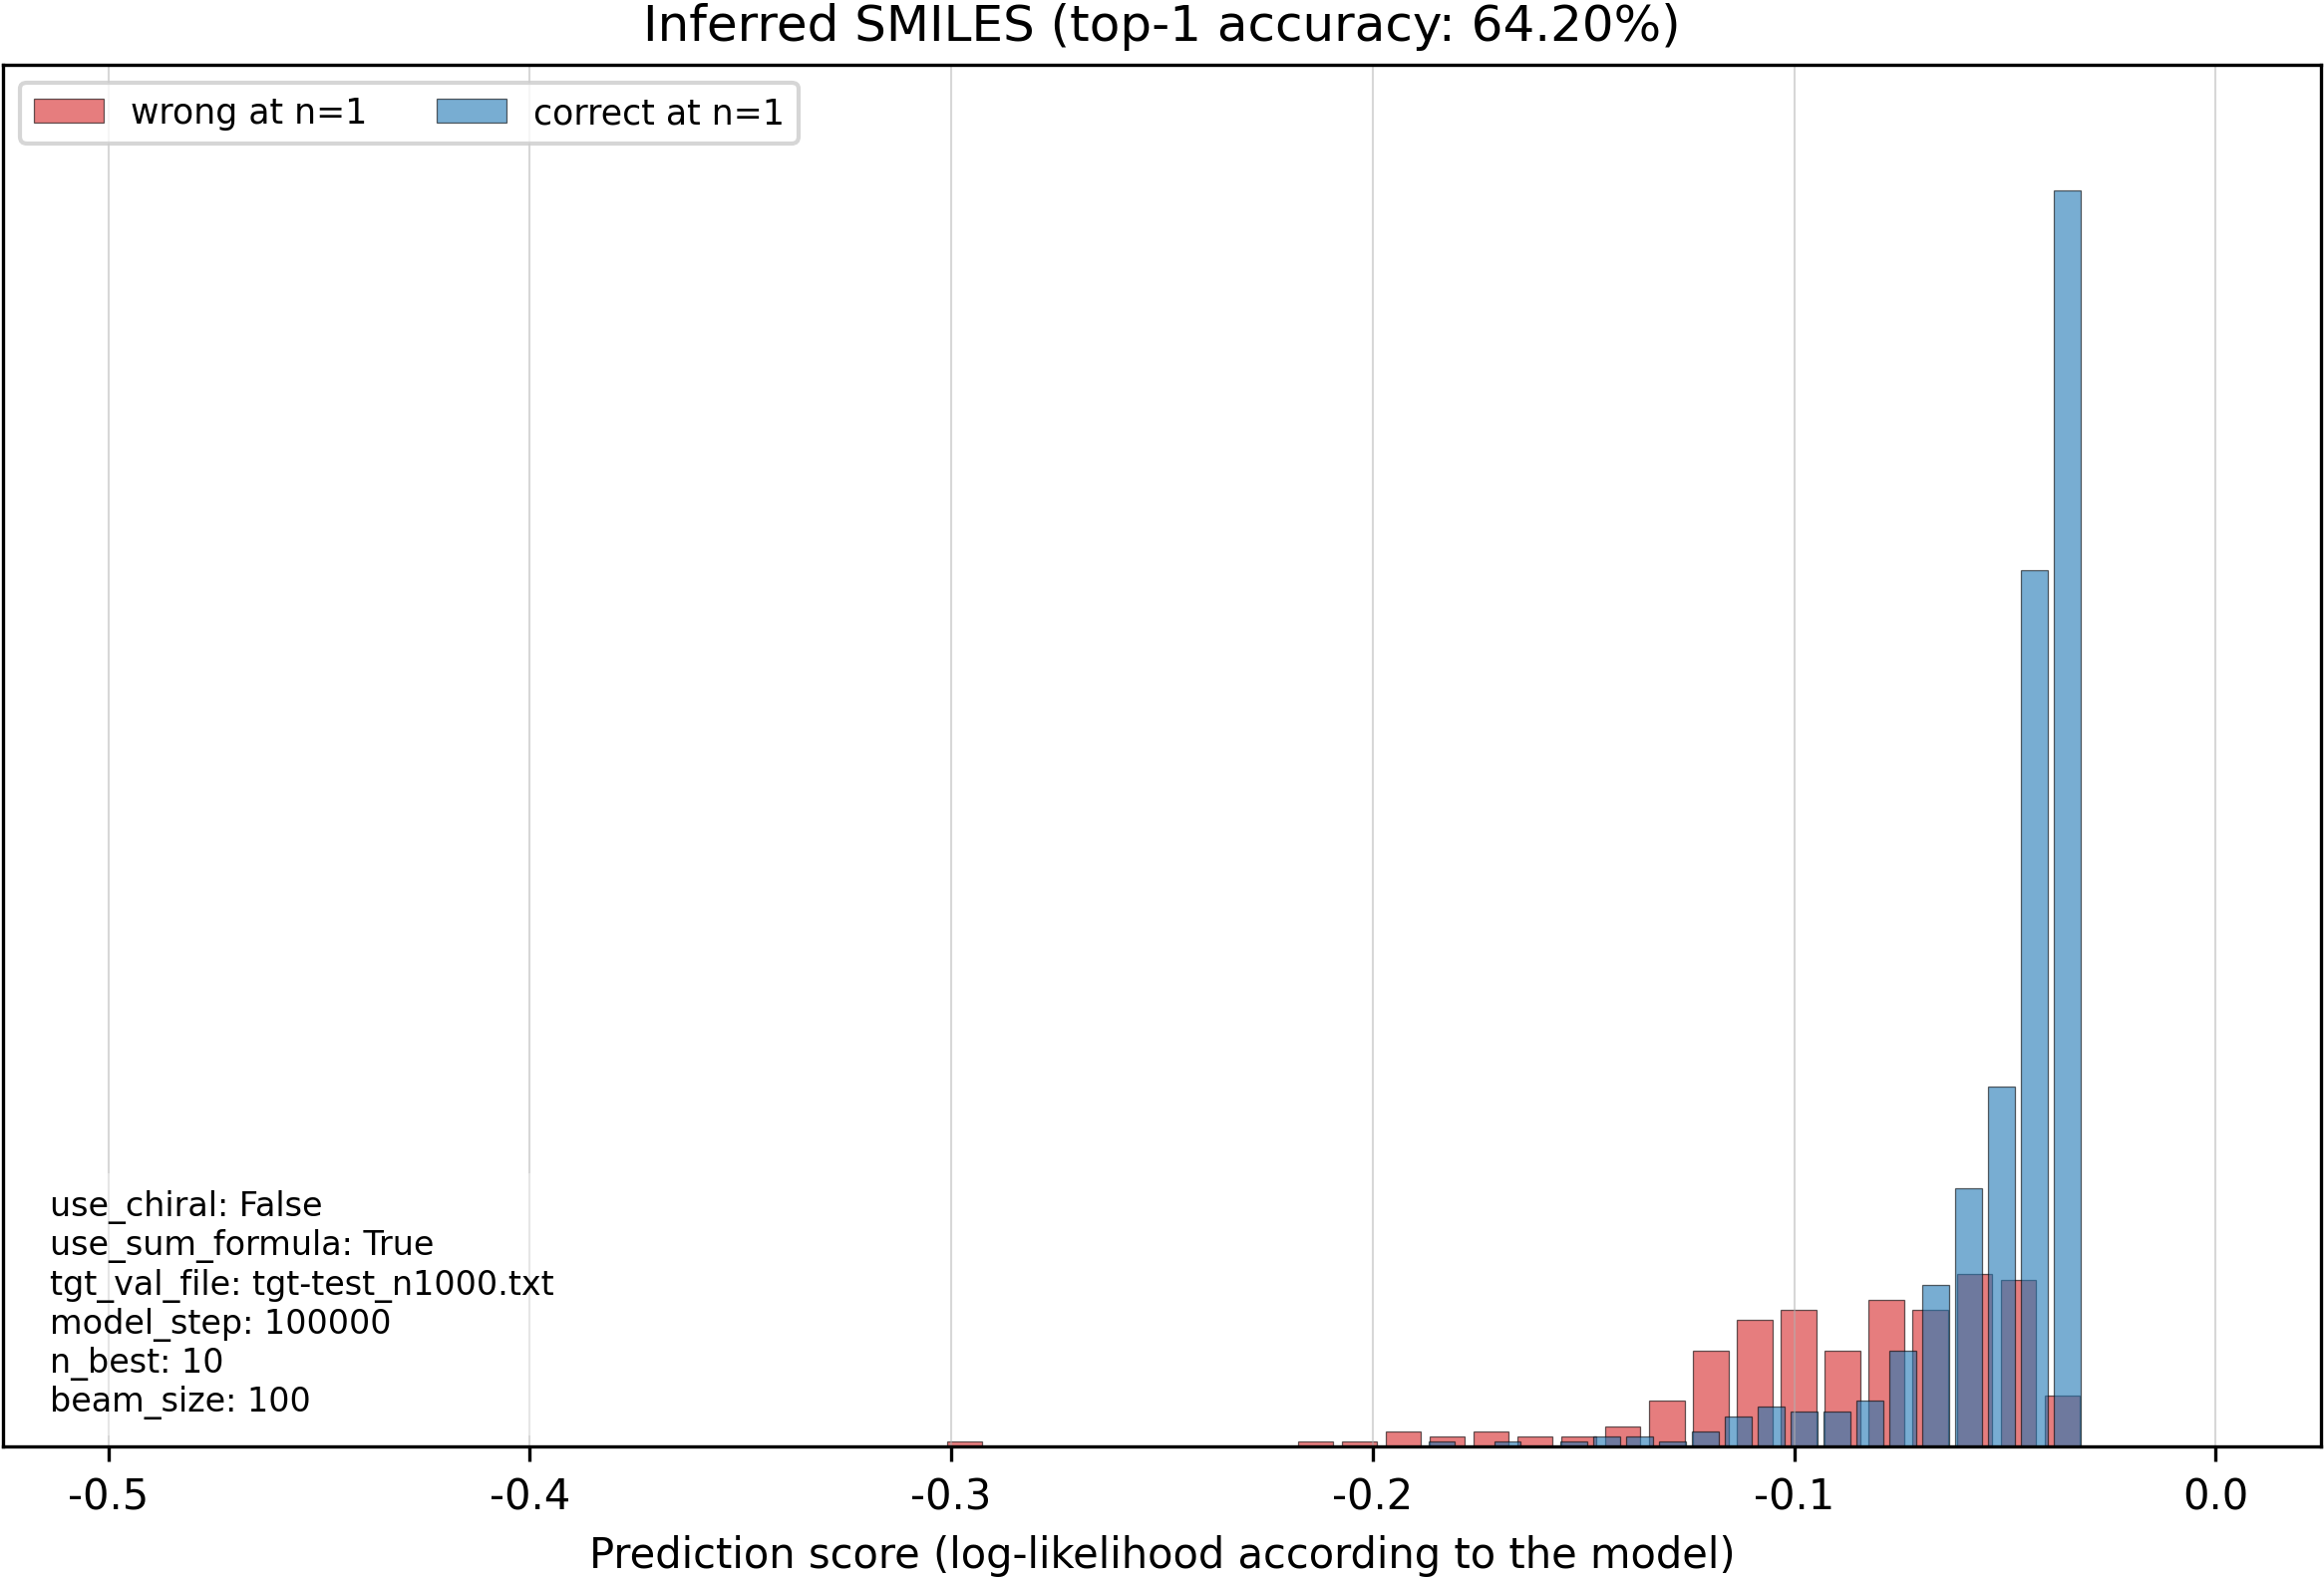 Inferred SMILES (top-1 accuracy: 64.20%)
wrong at n=1 correct at n=1
use_chiral: False
use_sum_formula: True
tgt_val_file: tgt-test_n1000.txt
model_step: 100000
n_best: 10
beam_size: 100
-0.5 -0.4 -0.3 -0.2 -0.1 0.0
Prediction score (log-likelihood according to the model)